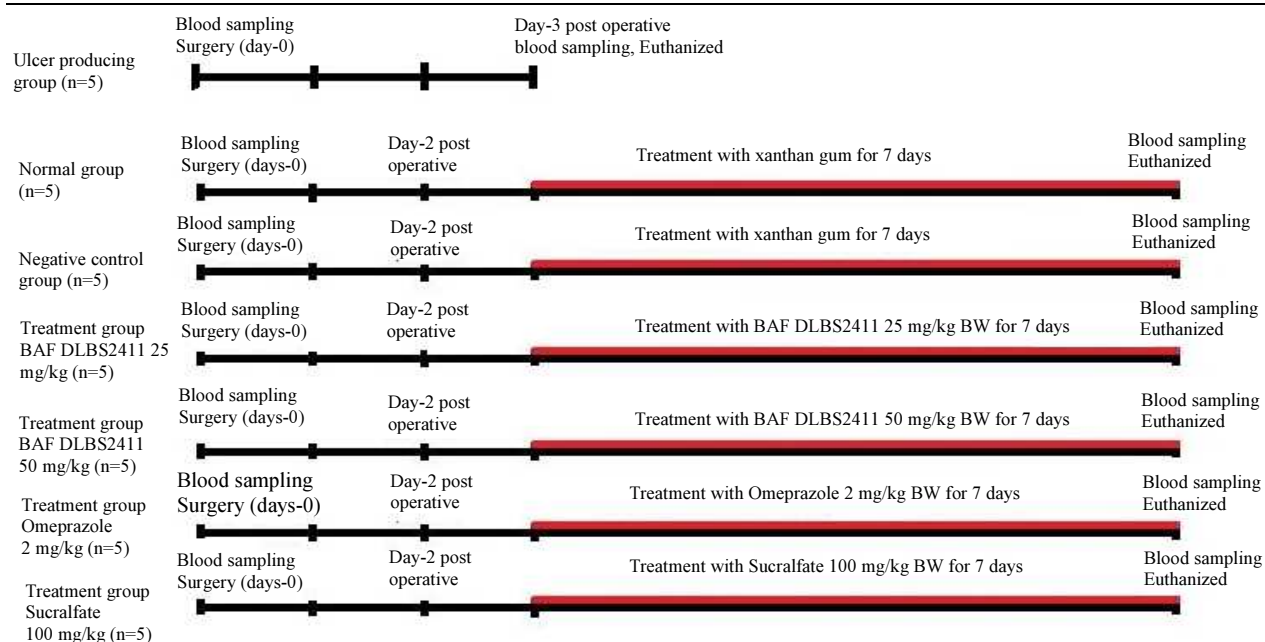 Blood sampling
Surgery (day-0)
Day-3 post operative
blood sampling, Euthanized
Ulcer producing
group (n=5)
Blood sampling
Surgery (days-0)
Day-2 post
operative
Treatment with xanthan gum for 7 days
Blood sampling
Euthanized
Normal group
(n=5)
Blood sampling
Surgery (days-0)
Day-2 post
operative
Treatment with xanthan gum for 7 days
Blood sampling
Euthanized
Negative control
group (n=5)
Blood sampling
Surgery (days-0)
Day-2 post
operative
Treatment with BAF DLBS2411 25 mg/kg BW for 7 days
Blood sampling
Euthanized
Treatment group
BAF DLBS2411 25
mg/kg (n=5)
Blood sampling
Surgery (days-0)
Day-2 post
operative
Treatment with BAF DLBS2411 50 mg/kg BW for 7 days
Blood sampling
Euthanized
Treatment group
BAF DLBS2411
50 mg/kg (n=5)
Blood sampling
Surgery (days-0)
Day-2 post
operative
Treatment with Omeprazole 2 mg/kg BW for 7 days
Blood sampling
Euthanized
Treatment group
Omeprazole
2 mg/kg (n=5)
Blood sampling
Surgery (days-0)
Day-2 post
operative
Treatment with Sucralfate 100 mg/kg BW for 7 days
Blood sampling
Euthanized
Treatment group
Sucralfate
100 mg/kg (n=5)